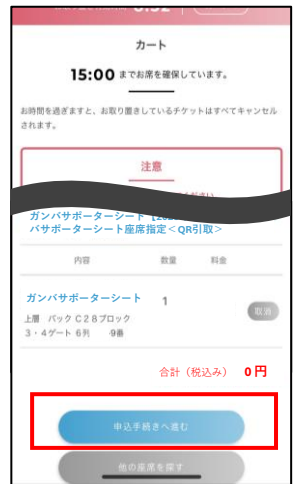 カート
15:00 までお席を確保しています。
お時間を過ぎますと、お取り置きしているチケットはすべてキャンセル
されます。
注意
ガンバサポーターシート
バサポーターシート座席指定＜QR引取＞
内容 数量 料金
ガンバサポーターシート 1
取消
上層 バック C28ブロック
3・4ゲート 6列 9番
合計（税込み） 0円
申込手続きへ進む
他の座席を探す